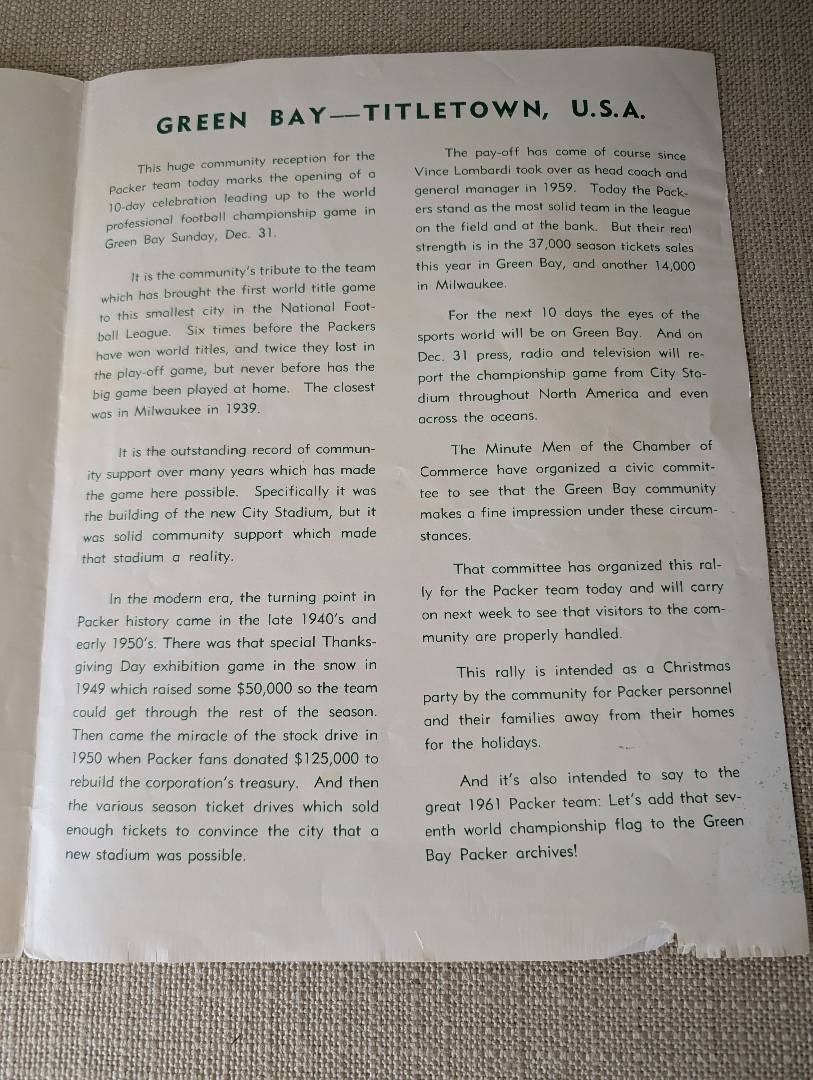 GREEN BAY—TITLETOWN, U.S.A.
This huge community reception for the
Packer team today marks the opening of a
10-day celebration leading up to the world
professional football championship game in
Green Bay Sunday, Dec. 31.
It is the community's tribute to the team
which has brought the first world title game
to this smallest city in the National Foot-
ball League. Six times before the Packers
have won world titles, and twice they lost in
the play-off game, but never before has the
big game been played at home. The closest
was in Milwaukee in 1939.
It is the outstanding record of commun-
ity support over many years which has made
the game here possible. Specifically it was
the building of the new City Stadium, but it
was solid community support which made
that stadium a reality.
In the modern era, the turning point in
Packer history came in the late 1940's and
early 1950's. There was that special Thanks-
giving Day exhibition game in the snow in
1949 which raised some $50,000 so the team
could get through the rest of the season.
Then came the miracle of the stock drive in
1950 when Packer fans donated $125,000 to
rebuild the corporation's treasury. And then
the various season ticket drives which sold
enough tickets to convince the city that a
new stadium was possible.
The pay-off has come of course since
Vince Lombardi took over as head coach and
general manager in 1959. Today the Pack-
ers stand as the most solid team in the league
on the field and at the bank. But their real
strength is in the 37,000 season tickets sales
this year in Green Bay, and another 14,000
in Milwaukee.
For the next 10 days the eyes of the
sports world will be on Green Bay. And on
Dec. 31 press, radio and television will re-
port the championship game from City Sta-
dium throughout North America and even
across the oceans.
The Minute Men of the Chamber of
Commerce have organized a civic commit-
tee to see that the Green Bay community
makes a fine impression under these circum-
stances.
That committee has organized this ral-
ly for the Packer team today and will carry
on next week to see that visitors to the com-
munity are properly handled.
This rally is intended as a Christmas
party by the community for Packer personnel
and their families away from their homes
for the holidays.
And it's also intended to say to the
great 1961 Packer team: Let's add that sev-
enth world championship flag to the Green
Bay Packer archives!